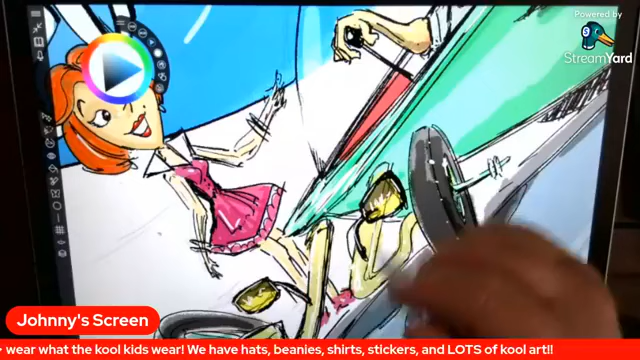 Powered by
StreamYard
Johnny's Screen
wear what the kool kids wear! We have hats, beanies, shirts, stickers, and LOTS of kool art!!